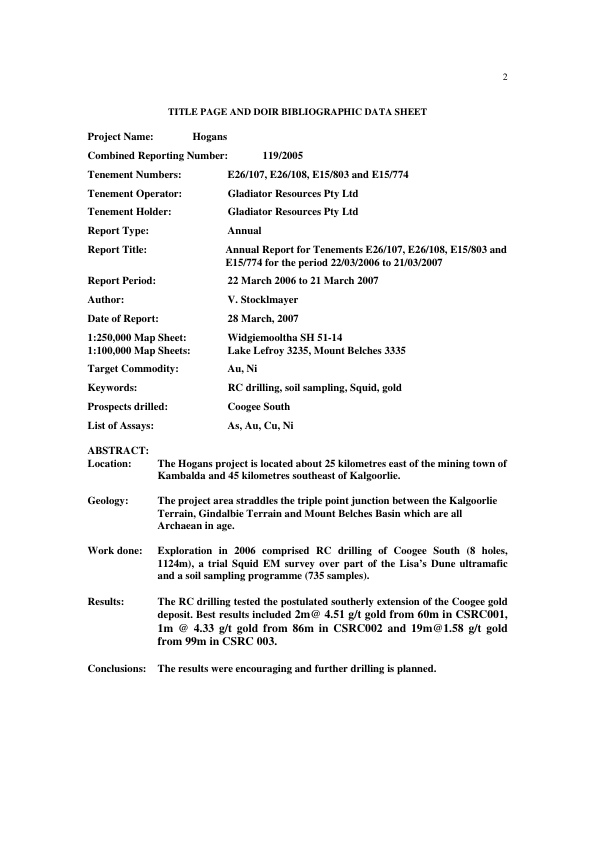 2
TITLE PAGE AND DOIR BIBLIOGRAPHIC DATA SHEET
Project Name: Hogans
Combined Reporting Number: 119/2005
Tenement Numbers: E26/107, E26/108, E15/803 and E15/774
Tenement Operator: Gladiator Resources Pty Ltd
Tenement Holder: Gladiator Resources Pty Ltd
Report Type: Annual
Report Title: Annual Report for Tenements E26/107, E26/108, E15/803 and
E15/774 for the period 22/03/2006 to 21/03/2007
Report Period: 22 March 2006 to 21 March 2007
Author: V. Stocklmayer
Date of Report: 28 March, 2007
1:250,000 Map Sheet: Widgiemooltha SH 51-14
1:100,000 Map Sheets: Lake Lefroy 3235, Mount Belches 3335
Target Commodity: Au, Ni
Keywords: RC drilling, soil sampling, Squid, gold
Prospects drilled: Coogee South
List of Assays: As, Au, Cu, Ni
ABSTRACT:
Location: The Hogans project is located about 25 kilometres east of the mining town of
Kambalda and 45 kilometres southeast of Kalgoorlie.
Geology: The project area straddles the triple point junction between the Kalgoorlie
Terrain, Gindalbie Terrain and Mount Belches Basin which are all
Archaean in age.
Work done: Exploration in 2006 comprised RC drilling of Coogee South (8 holes,
1124m), a trial Squid EM survey over part of the Lisa's Dune ultramafic
and a soil sampling programme (735 samples).
Results: The RC drilling tested the postulated southerly extension of the Coogee gold
deposit. Best results included 2m@ 4.51 g/t gold from 60m in CSRC001,
1m @ 4.33 g/t gold from 86m in CSRC002 and 19m@1.58 g/t gold
from 99m in CSRC 003.
Conclusions: The results were encouraging and further drilling is planned.